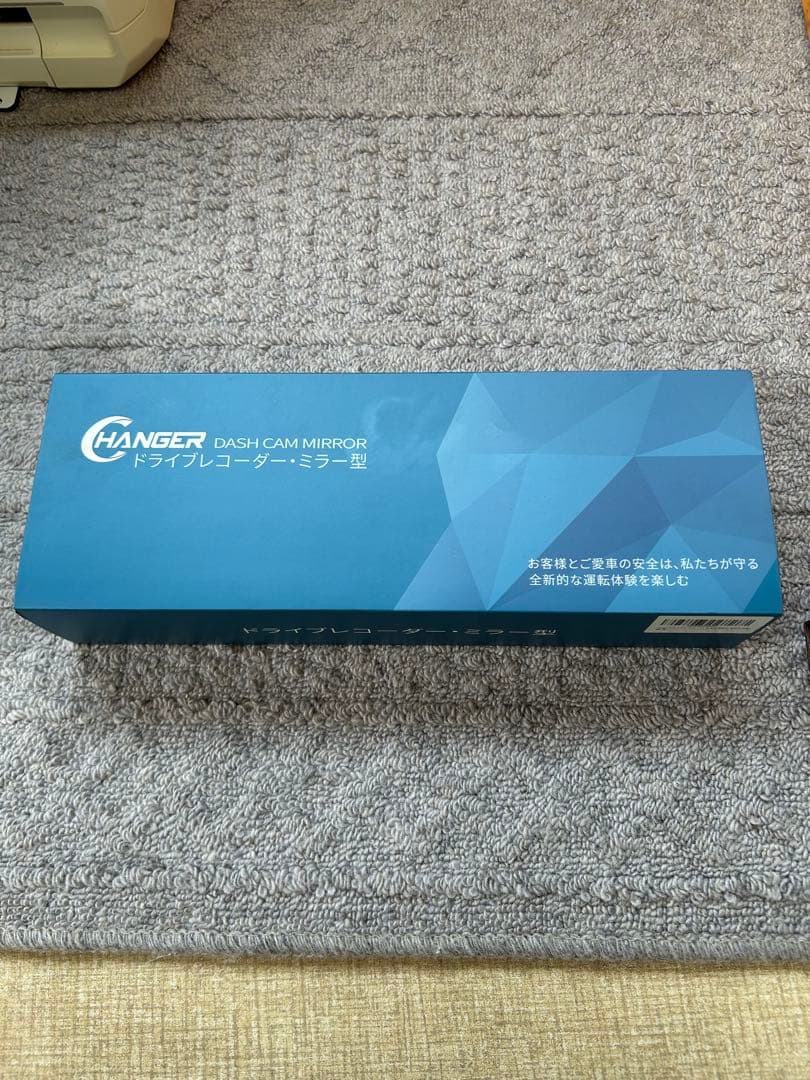 CHANGER DASH CAM MIRROR
ドライブレコーダー・ミラー型
お客様とご愛車の安全は、私たちが守る
全新的な運転体験を楽しむ
ドライブレコーダー・ミラー型